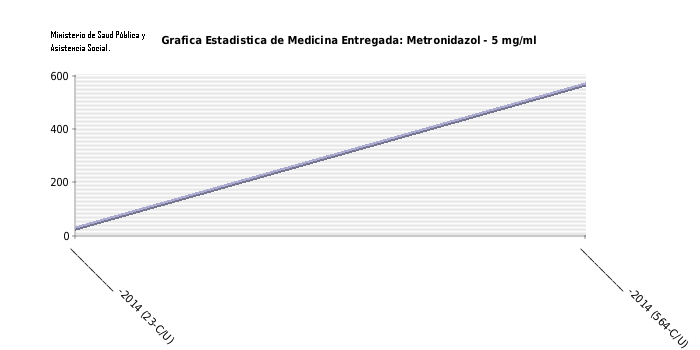 Ministerio de Saud Pública y
Asistencia Social.
Grafica Estadistica de Medicina Entregada: Metronidazol - 5 mg/ml
600
400
200
0
-2014 (23-C/U)
-2014 (564-C/U)